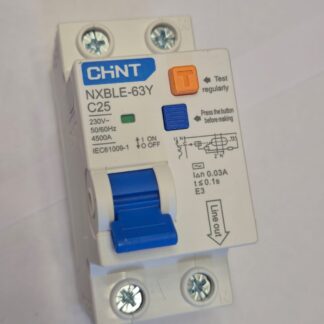 CHNT
NXBLE-63Y
C25
230V~
50/60Hz
4500A
IEC61009-1
I ON
O OFF
T
Test
regularly
Press the button
before making
IΔn 0.03A
t≤0.1s
E3
Line out